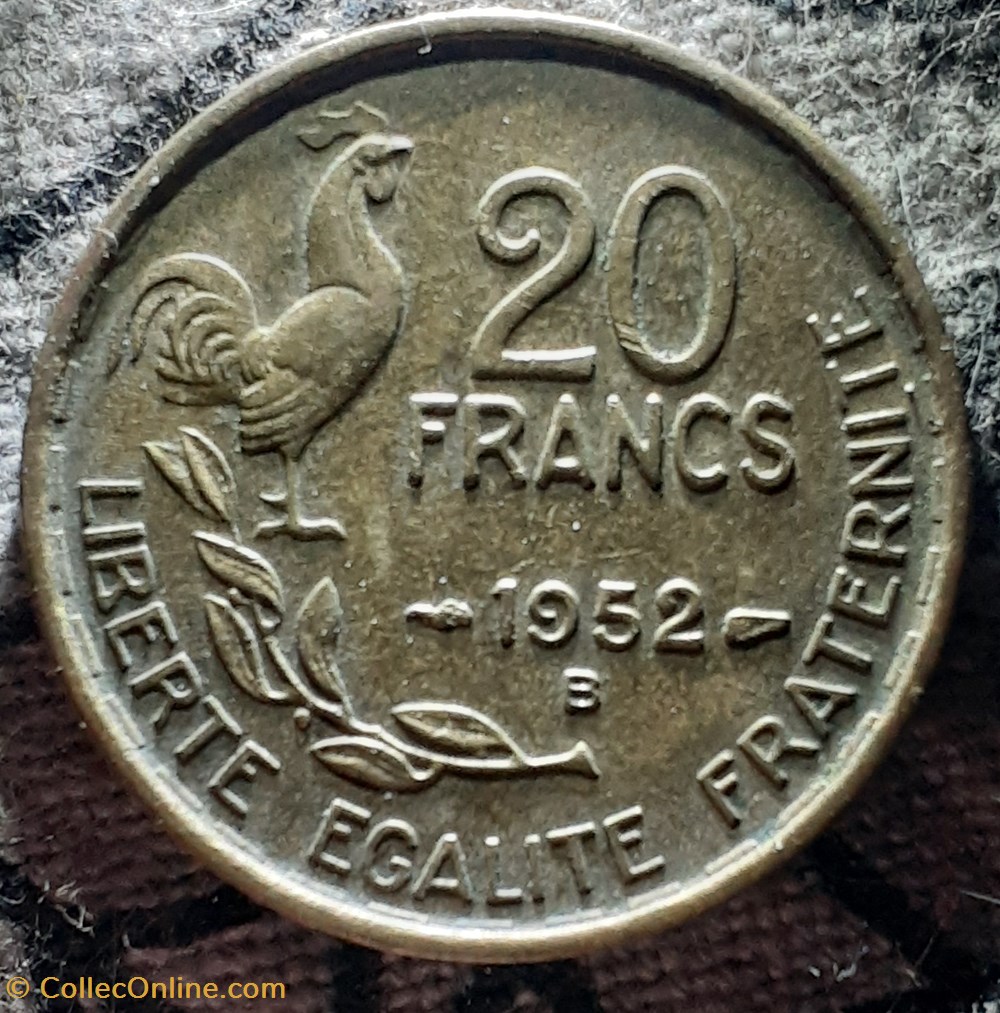 20
FRANCS
1952
B
LIBERTE EGALITE FRATERNITE
© CollecOnline.com